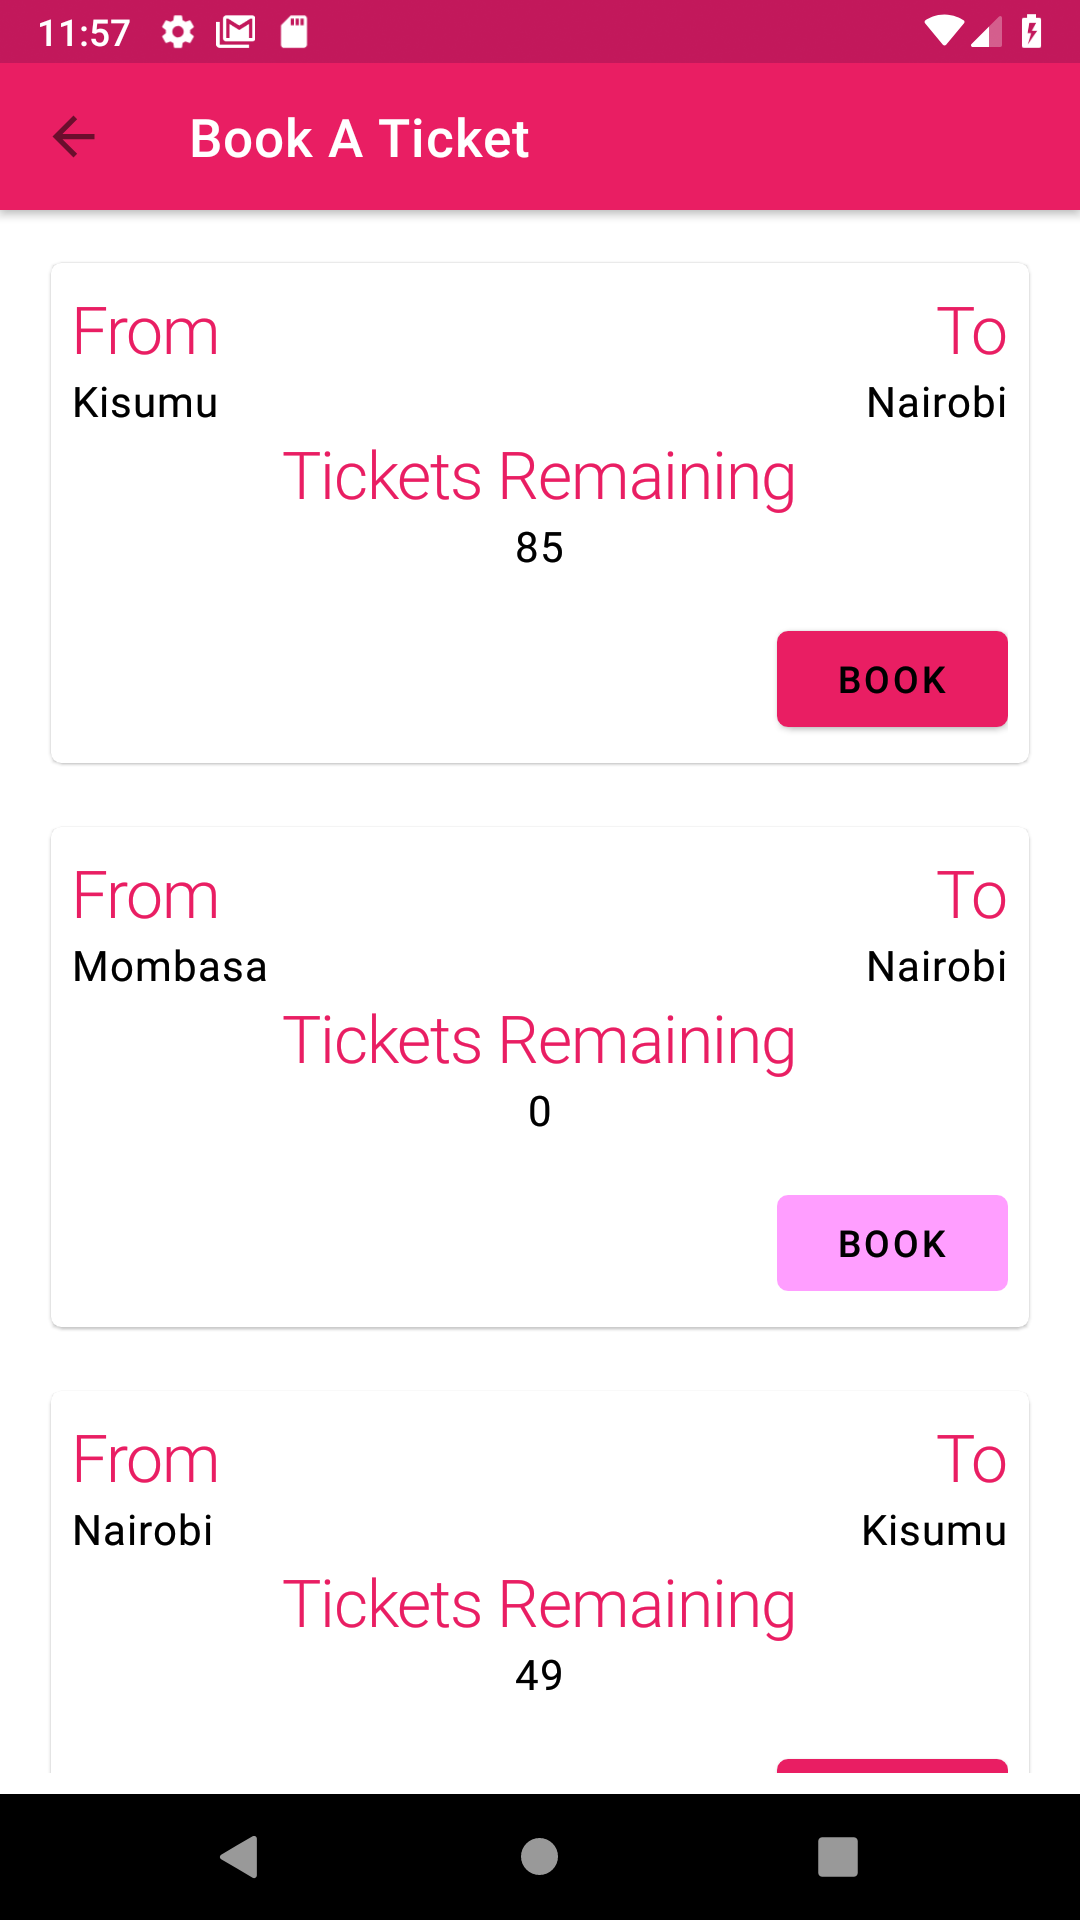 11:57
Book A Ticket
From To
Kisumu Nairobi
Tickets Remaining
85
BOOK
From To
Mombasa Nairobi
Tickets Remaining
0
BOOK
From To
Nairobi Kisumu
Tickets Remaining
49